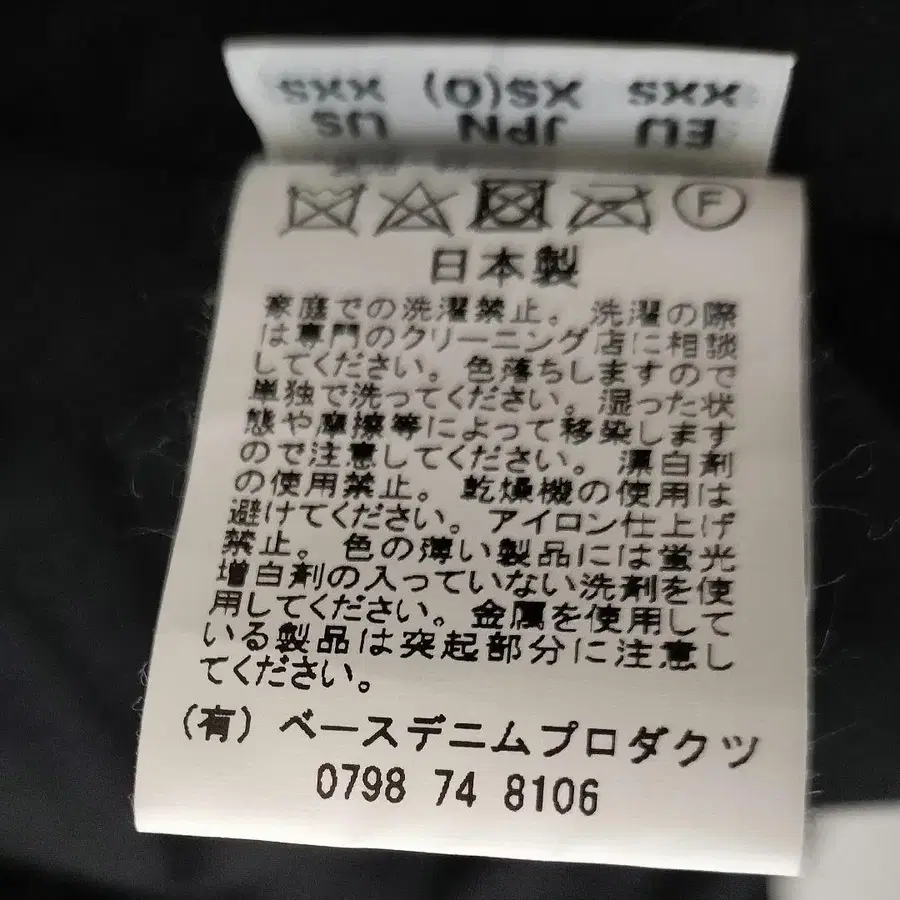 EU JPN US
XXS XS(0) XXS
F
日本製
家庭での洗濯禁止。洗濯の際
は専門のクリーニング店に相談
してください。色落ちしますので
単独で洗ってください。湿った状
態や摩擦等によって移染します
ので注意してください。漂白剤
の使用禁止。乾燥機の使用は
避けてください。アイロン仕上げ
禁止。色の薄い製品には蛍光
増白剤の入っていない洗剤を使
用してください。金属を使用して
いる製品は突起部分に注意し
てください。
(有)ベースデニムプロダクツ
0798 74 8106